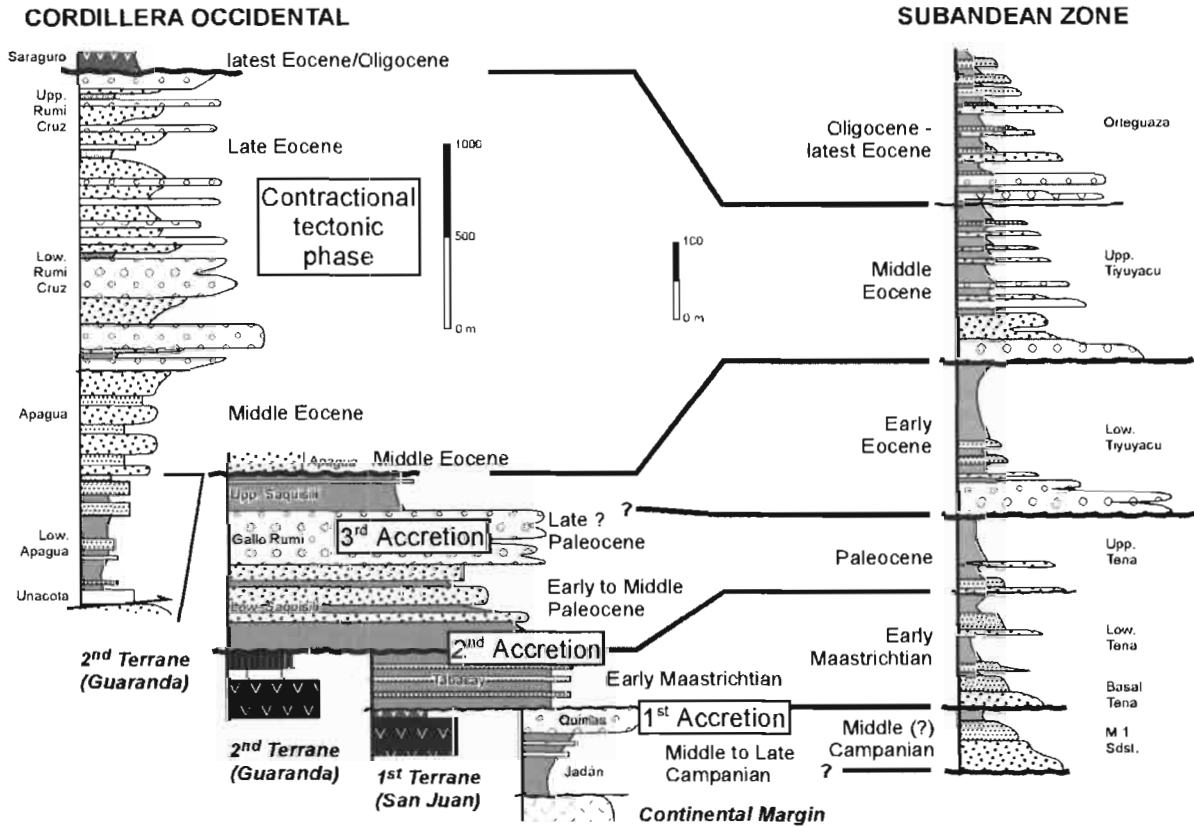 CORDILLERA OCCIDENTAL
SUBANDEAN ZONE
Saraguro
latest Eocene/Oligocene
Upp.
Rumi
Cruz
Late Eocene
Contractional
tectonic
phase
1000
500
0 m
100
0 m
Low.
Rumi
Cruz
Apagua
Middle Eocene
Low.
Apagua
Unacota
Apagua
Middle Eocene
Upp. Saquisilí
Gallo Rumi
3rd Accretion
Late ?
Paleocene
?
Low. Saquisilí
Early to Middle
Paleocene
2nd Accretion
2nd Terrane
(Guaranda)
Tabacay
Early Maastrichtian
Quimas
1st Accretion
2nd Terrane
(Guaranda)
1st Terrane
(San Juan)
Jadán
Middle to Late
Campanian
Continental Margin
Oligocene -
latest Eocene
Orteguaza
Middle
Eocene
Upp.
Tiyuyacu
Early
Eocene
Low.
Tiyuyacu
Paleocene
Upp.
Tena
Early
Maastrichtian
Low.
Tena
Basal
Tena
Middle (?)
Campanian
M 1
Sdst.
?